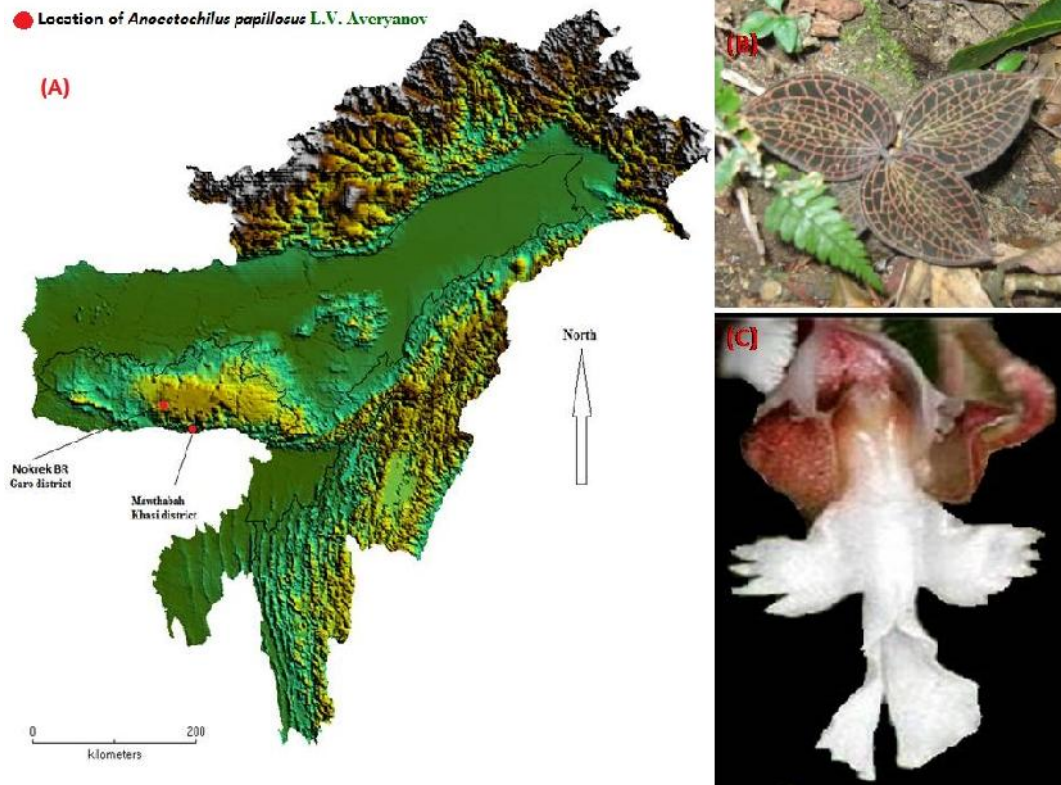 Location of Anoectochilus papillosus L.V. Averyanov
(A)
(B)
(C)
North
Nokrek BR
Garo district
Mawthabah
Khasi district
0 200
kilometers